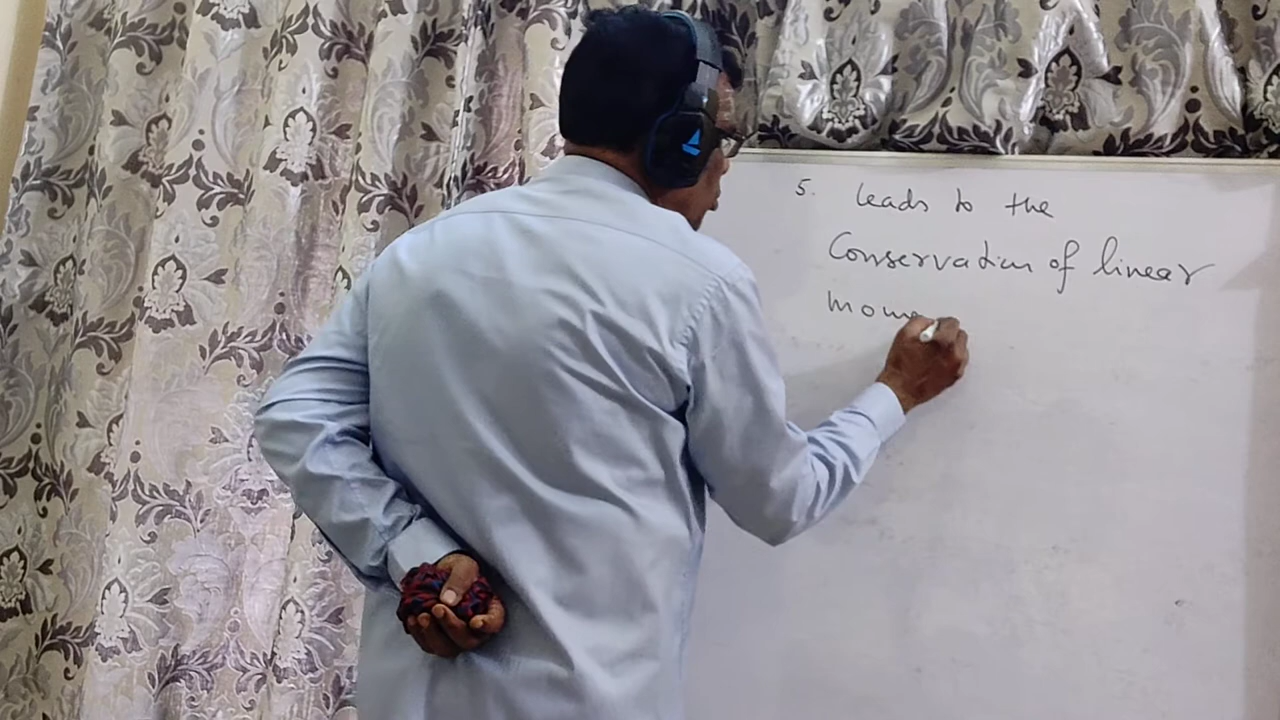 5. leads to the
Conservation of linear
mome